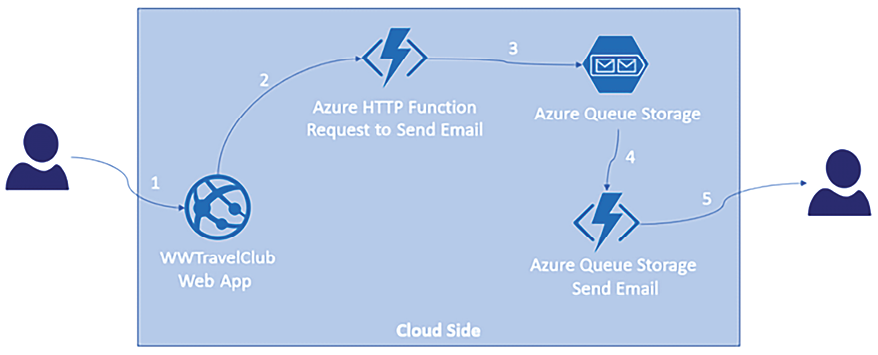 1
WWTravelClub
Web App
2
Azure HTTP Function
Request to Send Email
3
Azure Queue Storage
4
Azure Queue Storage
Send Email
5
Cloud Side